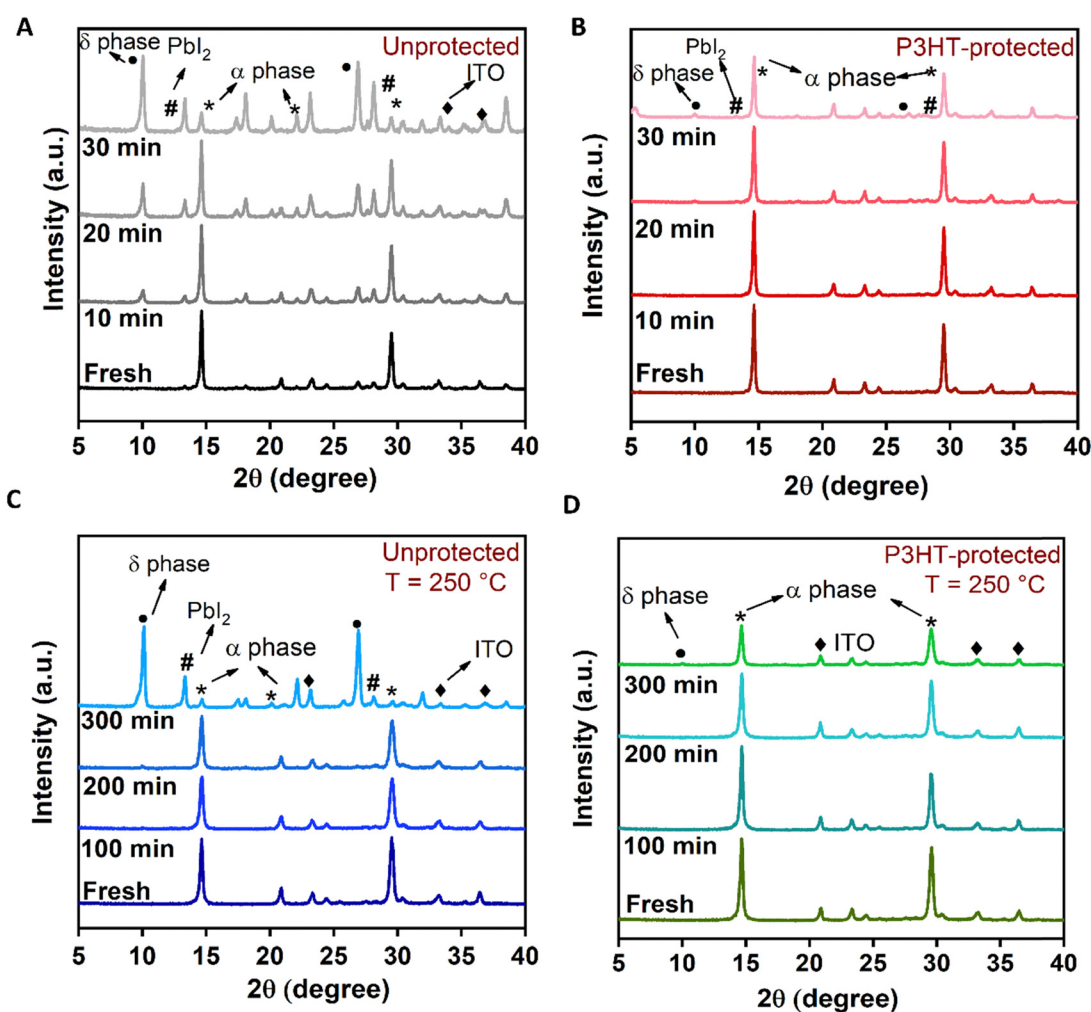 A
Unprotected
δ phase
PbI2
α phase
ITO
#
*
*
#
*
30 min
20 min
10 min
Fresh
Intensity (a.u.)
5 10 15 20 25 30 35 40
2θ (degree)
B
P3HT-protected
PbI2
δ phase
α phase
#
*
#
*
30 min
20 min
10 min
Fresh
Intensity (a.u.)
5 10 15 20 25 30 35 40
2θ (degree)
C
Unprotected
T = 250 °C
δ phase
PbI2
α phase
ITO
#
*
*
#
*
300 min
200 min
100 min
Fresh
Intensity (a.u.)
5 10 15 20 25 30 35 40
2θ (degree)
D
P3HT-protected
T = 250 °C
δ phase
α phase
*
ITO
*
300 min
200 min
100 min
Fresh
Intensity (a.u.)
5 10 15 20 25 30 35 40
2θ (degree)